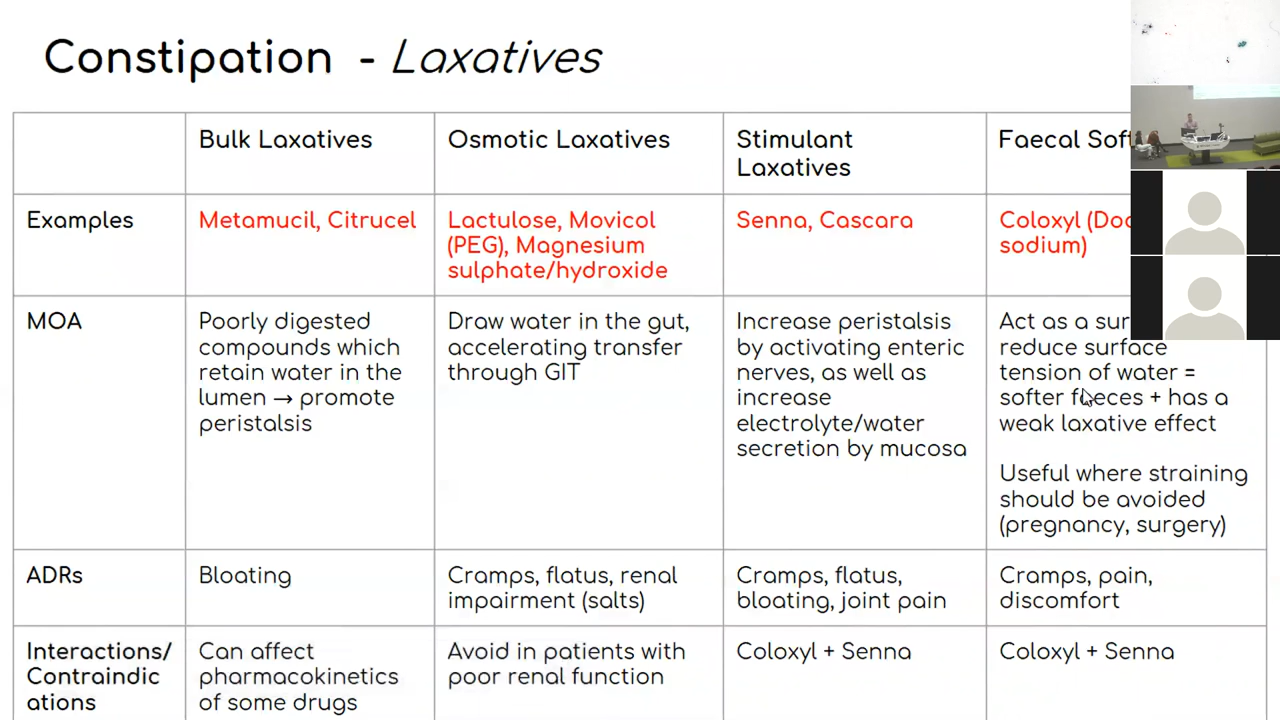 Constipation - Laxatives
Bulk Laxatives
Osmotic Laxatives
Stimulant
Laxatives
Faecal
Examples
Metamucil, Citrucel
Lactulose, Movicol
(PEG), Magnesium
sulphate/hydroxide
Senna, Cascara
Coloxyl
sodium)
MOA
Poorly digested
compounds which
retain water in the
lumen → promote
peristalsis
Draw water in the gut,
accelerating transfer
through GIT
Increase peristalsis
by activating enteric
nerves, as well as
increase
electrolyte/water
secretion by mucosa
Act as a
reduce surface
tension of water =
softer faeces + has a
weak laxative effect
Useful where straining
should be avoided
(pregnancy, surgery)
ADRs
Bloating
Cramps, flatus, renal
impairment (salts)
Cramps, flatus,
bloating, joint pain
Cramps, pain,
discomfort
Interactions/
Contraindic
ations
Can affect
pharmacokinetics
of some drugs
Avoid in patients with
poor renal function
Coloxyl + Senna
Coloxyl + Senna